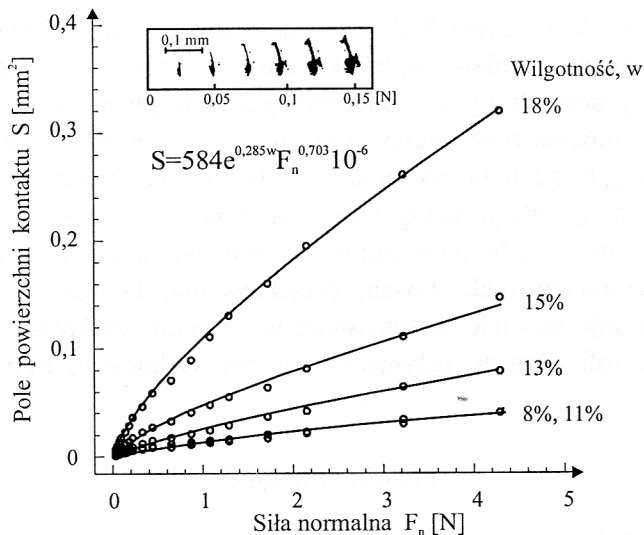 0,4
0,3
0,2
0,1
0
Pole powierzchni kontaktu S [mm²]
0,1 mm
0 0,05 0,1 0,15 [N]
S=584e^0,285w F_n^0,703 10^-6
Wilgotność, w
18%
15%
13%
8%, 11%
0 1 2 3 4 5
Siła normalna F_n [N]